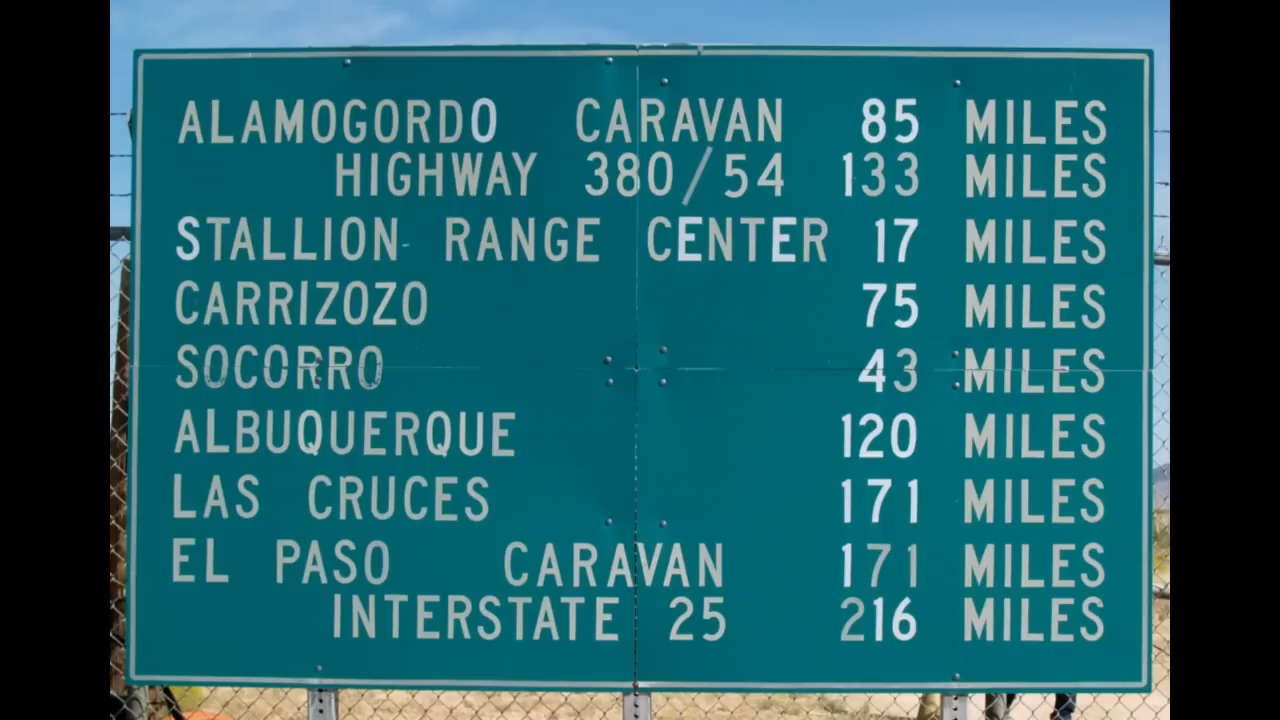 ALAMOGORDO CARAVAN 85 MILES
HIGHWAY 380/54 133 MILES
STALLION RANGE CENTER 17 MILES
CARRIZOZO 75 MILES
SOCORRO 43 MILES
ALBUQUERQUE 120 MILES
LAS CRUCES 171 MILES
EL PASO CARAVAN 171 MILES
INTERSTATE 25 216 MILES